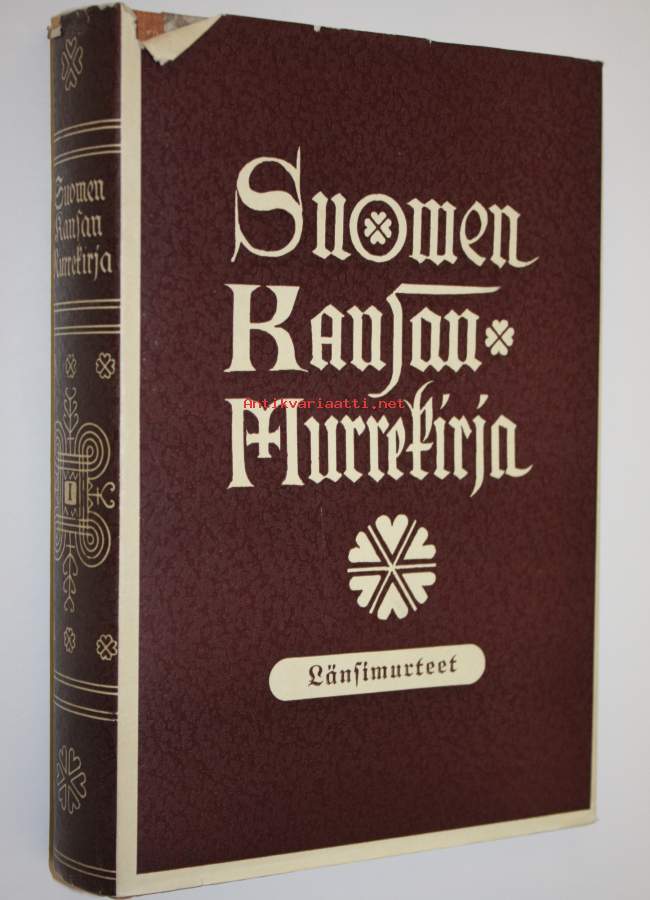 Suomen
Kansan
Murrekirja
I
Suomen
Kansan
Murrekirja
Länsimurteet
Antikvariaatti.net